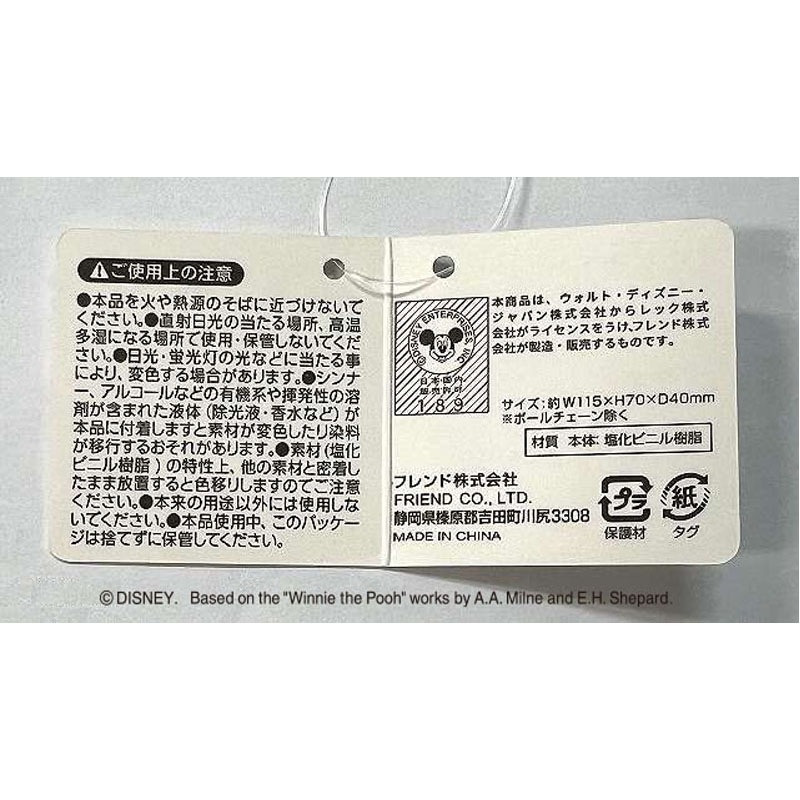 ご使用上の注意
●本品を火や熱源のそばに近づけないで
ください。●直射日光の当たる場所、高温
多湿になる場所で使用・保管しないでくだ
さい。●日光・蛍光灯の光などに当たる事
により、変色する場合があります。●シンナ
ー、アルコールなどの有機系や揮発性の溶
剤が含まれた液体（除光液・香水など）が
本品に付着しますと素材が変色したり染料
が移行するおそれがあります。●素材（塩化
ビニル樹脂）の特性上、他の素材と密着し
たまま放置すると色移りしますのでご注意
ください。●本来の用途以外には使用しな
いでください。●本品使用中、このパッケー
ジは捨てずに保管してください。
©DISNEY ENTERPRISES, INC.
日本国内
販売許可
189
本商品は、ウォルト・ディズニー・
ジャパン株式会社からレック株式
会社がライセンスをうけ、フレンド株式
会社が製造・販売するものです。
サイズ：約W115×H70×D40mm
※ボールチェーン除く
材質 本体：塩化ビニル樹脂
フレンド株式会社
FRIEND CO., LTD.
静岡県榛原郡吉田町川尻3308
MADE IN CHINA
プラ
保護材
紙
タグ
©DISNEY. Based on the "Winnie the Pooh" works by A.A. Milne and E.H. Shepard.